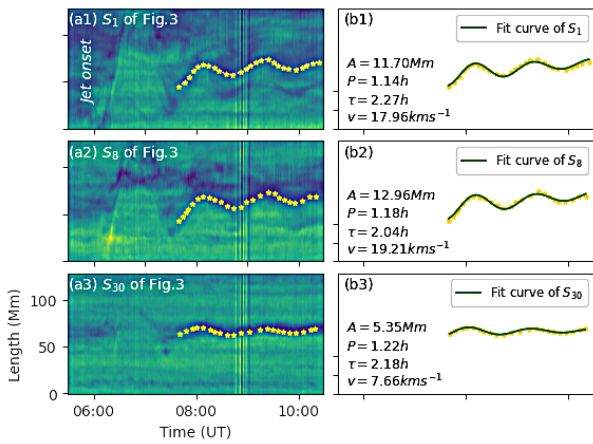 (a1) S1 of Fig.3
Jet onset
(b1)
Fit curve of S1
A = 11.70Mm
P = 1.14h
τ = 2.27h
v = 17.96kms−1
(a2) S8 of Fig.3
(b2)
Fit curve of S8
A = 12.96Mm
P = 1.18h
τ = 2.04h
v = 19.21kms−1
(a3) S30 of Fig.3
(b3)
Fit curve of S30
A = 5.35Mm
P = 1.22h
τ = 2.18h
v = 7.66kms−1
100
50
0
Length (Mm)
06:00 08:00 10:00
Time (UT)